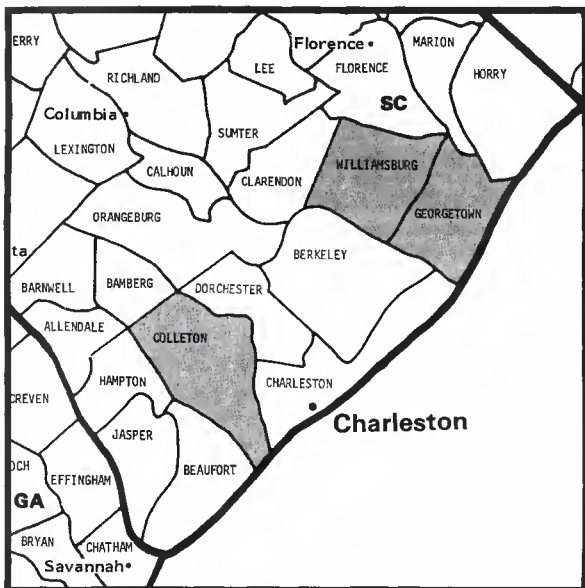 Florence
MARION
ERRY
LEE
FLORENCE
HORRY
RICHLAND
SC
Columbia
SUMTER
LEXINGTON
WILLIAMSBURG
CALHOUN
CLARENDON
GEORGETOWN
ORANGEBURG
ta
BERKELEY
BARNWELL
BAMBERG
DORCHESTER
ALLENDALE
COLLETON
HAMPTON
CHARLESTON
CREVEN
Charleston
JASPER
OCH
EFFINGHAM
BEAUFORT
GA
BRYAN
CHATHAM
Savannah